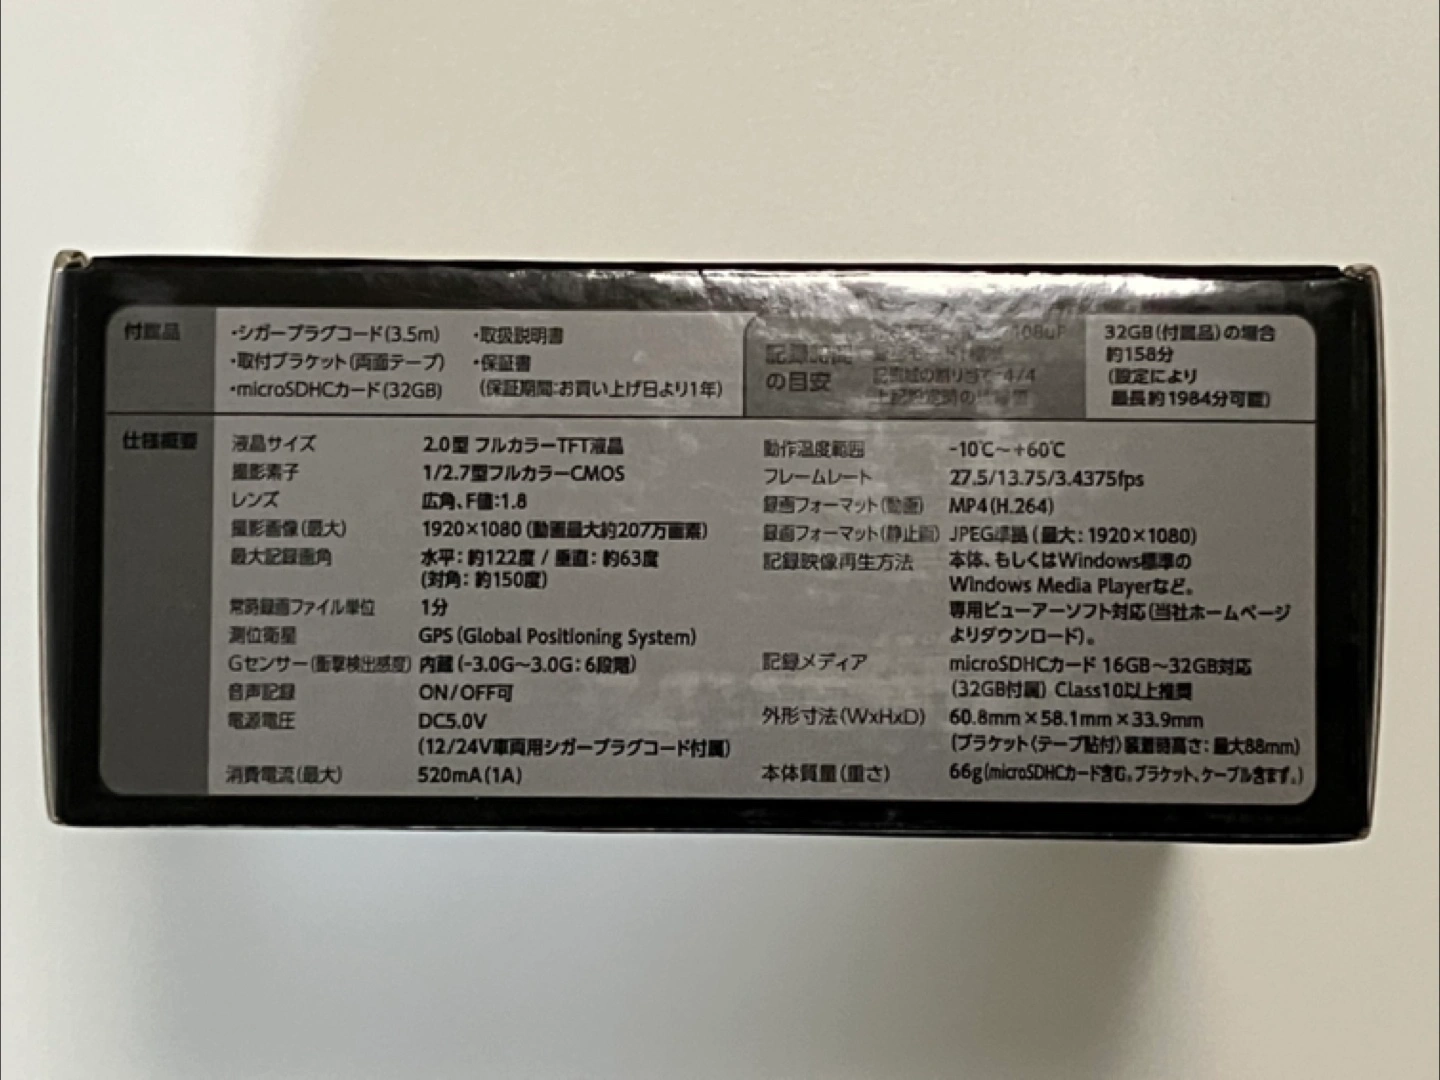 付属品
・シガープラグコード(3.5m)
・取付ブラケット(両面テープ)
・microSDHCカード(32GB)
・取扱説明書
・保証書
(保証期間:お買い上げ日より1年)
記録時間
の目安
記憶域の割り当て:4/4
32GB(付属品)の場合
約158分
(設定により
最長約1984分可能)
仕様概要
液晶サイズ 2.0型 フルカラーTFT液晶
撮影素子 1/2.7型フルカラーCMOS
レンズ 広角、F値:1.8
撮影画像(最大) 1920×1080(動画最大約207万画素)
最大記録画角 水平:約122度 / 垂直:約63度
(対角:約150度)
常時録画ファイル単位 1分
測位衛星 GPS(Global Positioning System)
Gセンサー(衝撃検出感度) 内蔵(-3.0G〜3.0G:6段階)
音声記録 ON/OFF可
電源電圧 DC5.0V
(12/24V車両用シガープラグコード付属)
消費電流(最大) 520mA(1A)
動作温度範囲 -10℃〜+60℃
フレームレート 27.5/13.75/3.4375fps
録画フォーマット(動画) MP4(H.264)
録画フォーマット(静止画) JPEG準拠(最大:1920×1080)
記録映像再生方法 本体、もしくはWindows標準の
Windows Media Playerなど。
専用ビューアーソフト対応(当社ホームページ
よりダウンロード)。
記録メディア microSDHCカード 16GB〜32GB対応
(32GB付属) Class10以上推奨
外形寸法(WxHxD) 60.8mm×58.1mm×33.9mm
(ブラケット〈テープ貼付〉装着時高さ:最大88mm)
本体質量(重さ) 66g(microSDHCカード含む。ブラケット、ケーブル含まず。)